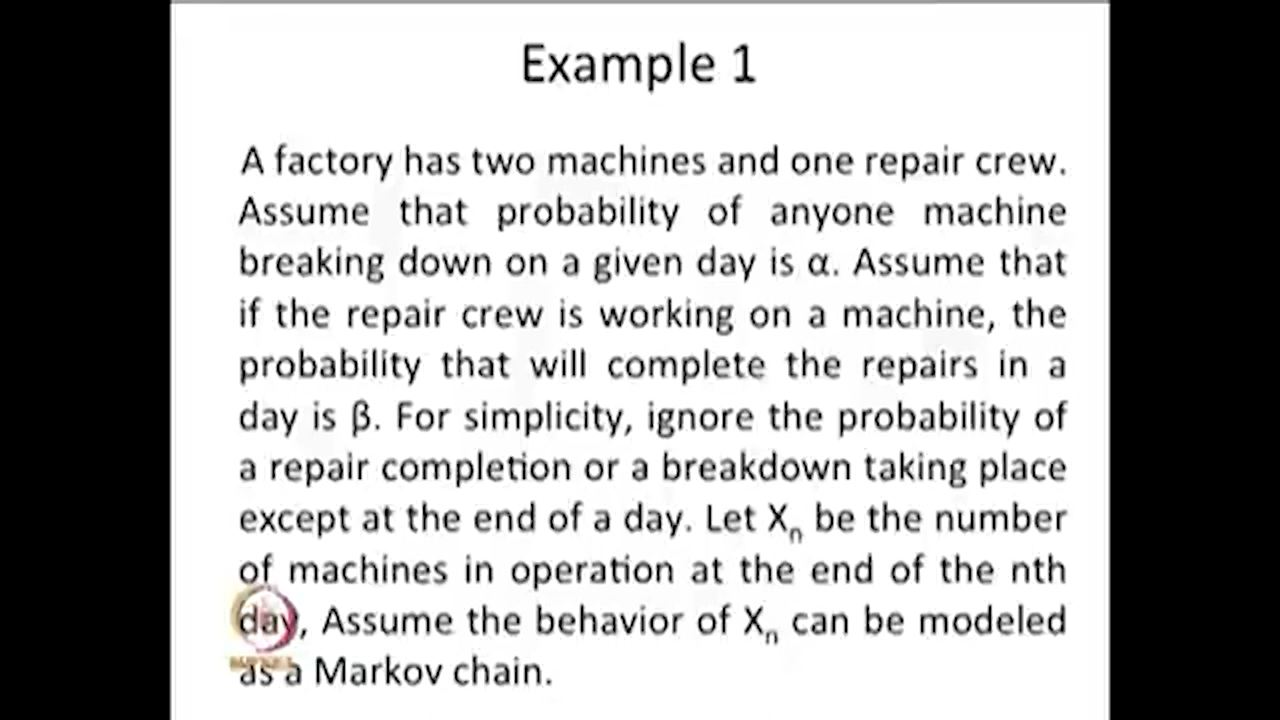 Example 1
A factory has two machines and one repair crew.
Assume that probability of anyone machine
breaking down on a given day is α. Assume that
if the repair crew is working on a machine, the
probability that will complete the repairs in a
day is β. For simplicity, ignore the probability of
a repair completion or a breakdown taking place
except at the end of a day. Let Xn be the number
of machines in operation at the end of the nth
day, Assume the behavior of Xn can be modeled
as a Markov chain.